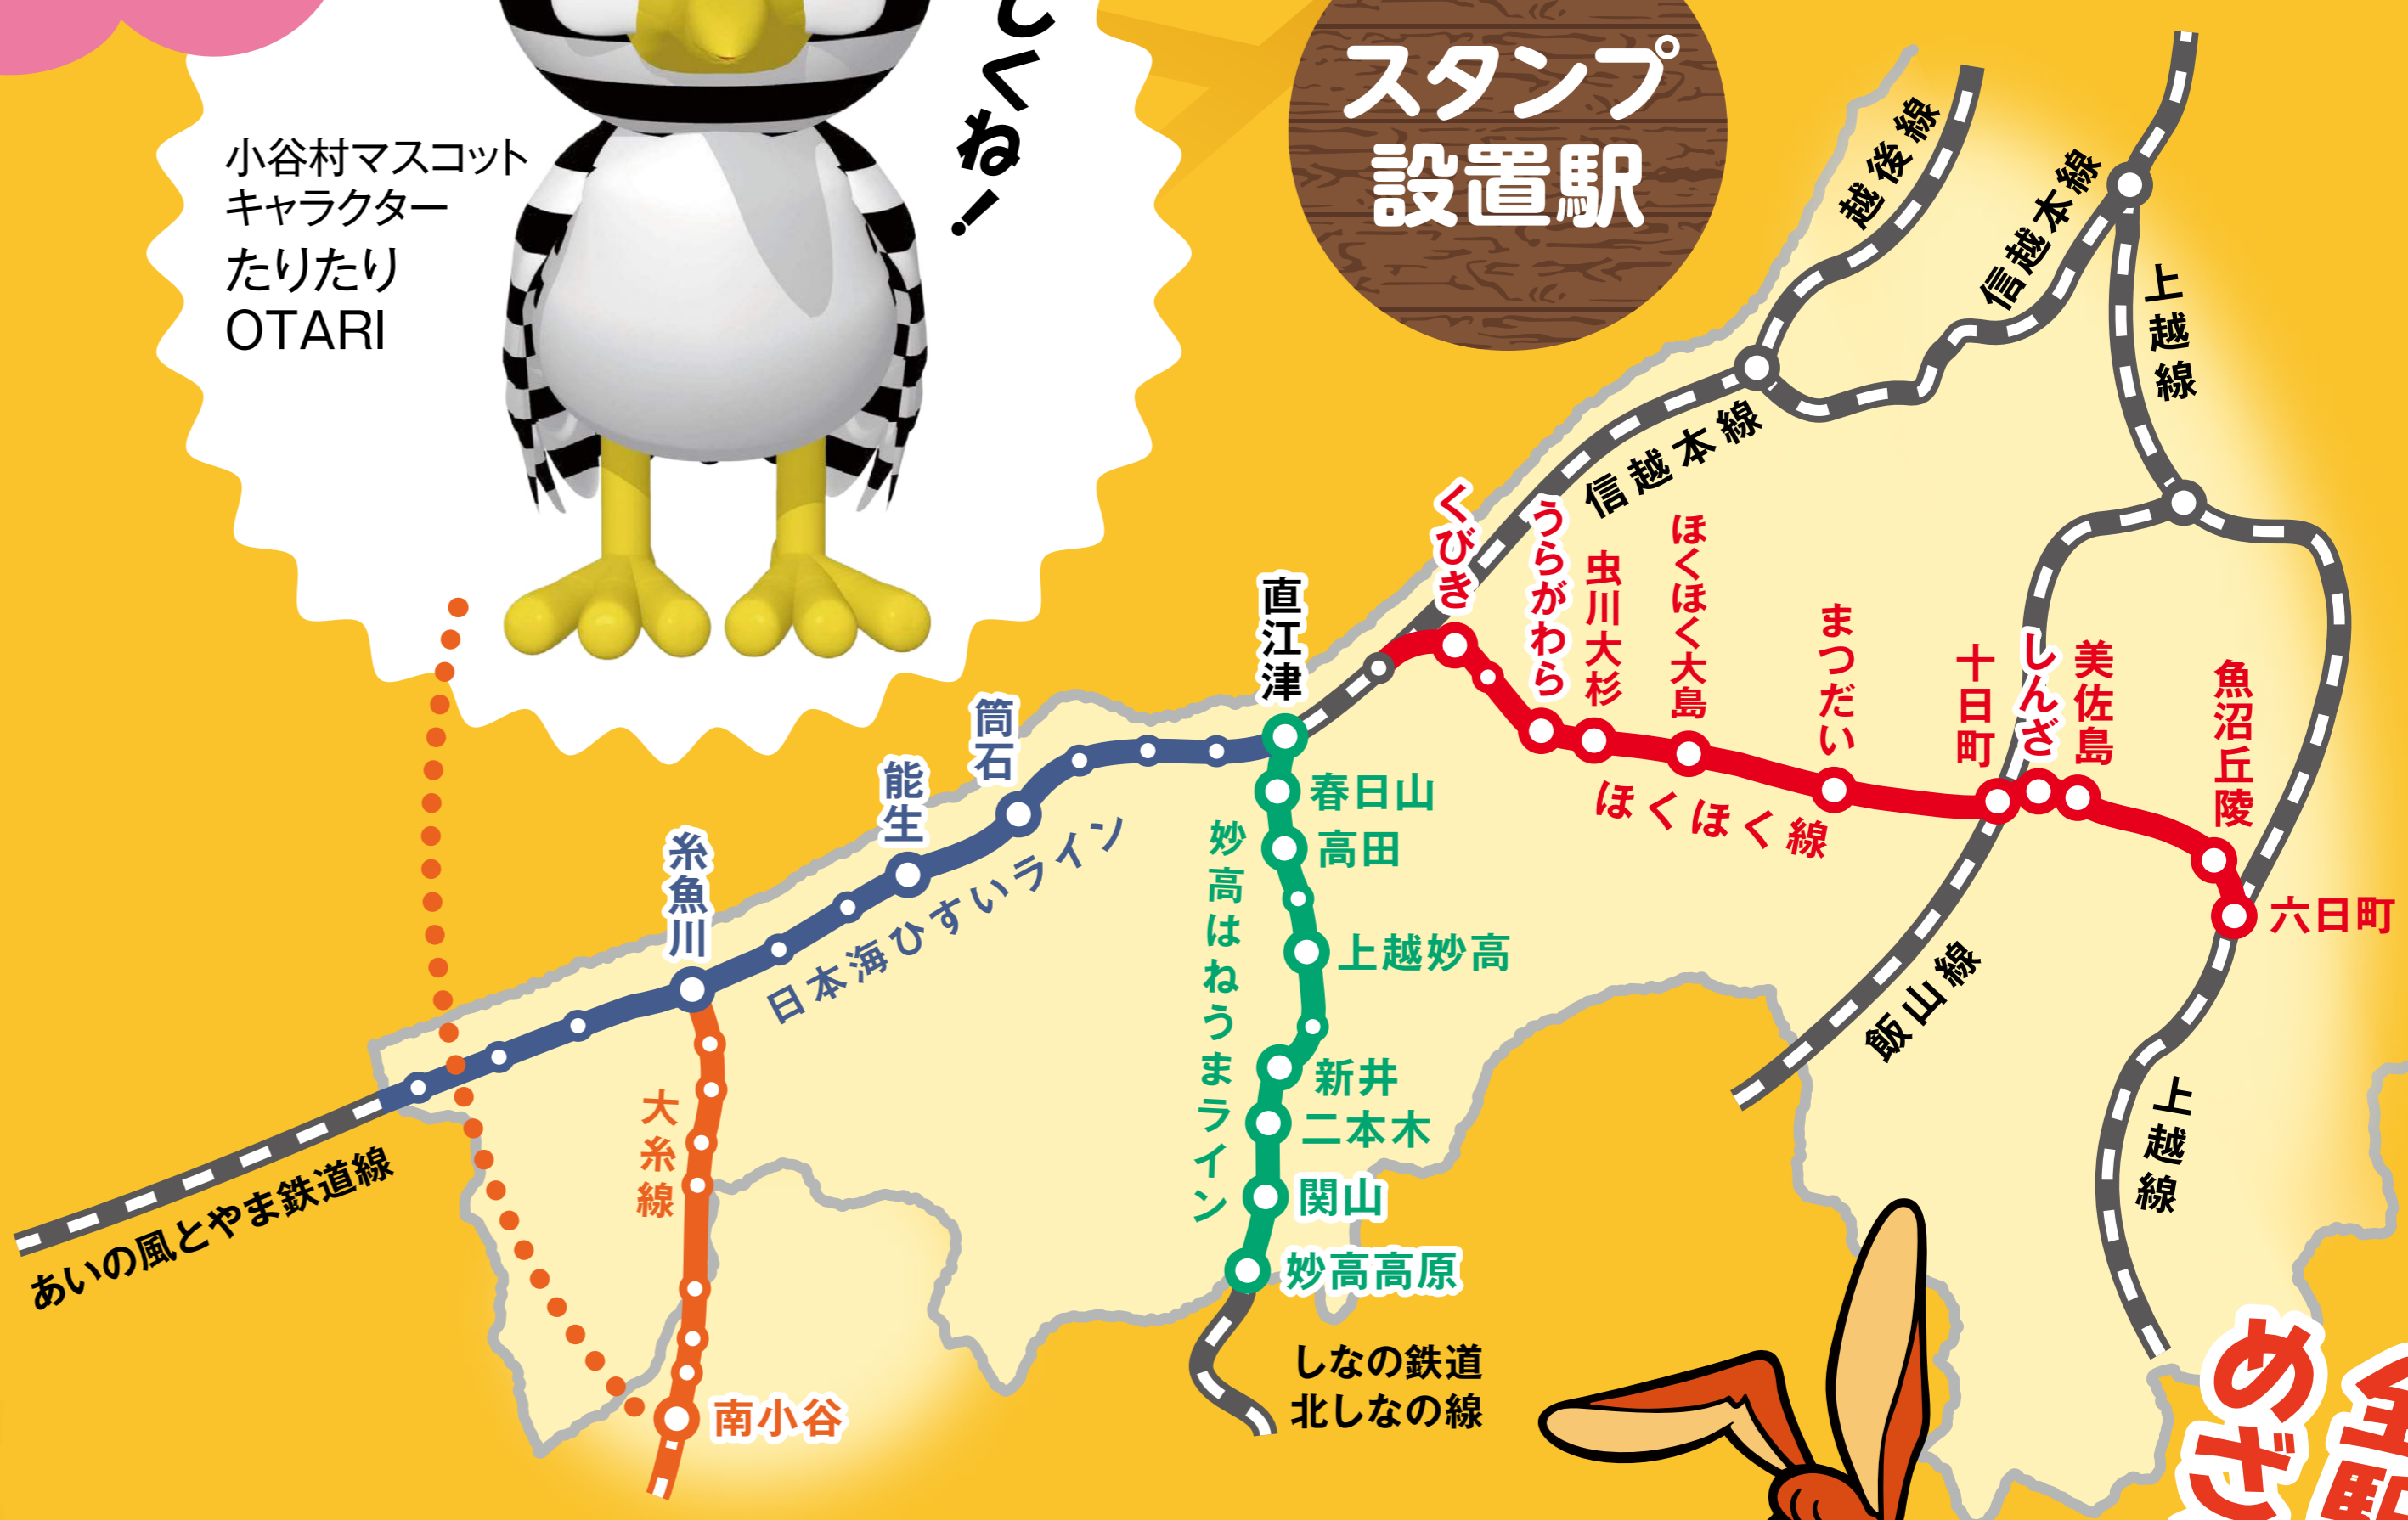 しくね!
小谷村マスコット
キャラクター
たりたり
OTARI
スタンプ
設置駅
越後線
信越本線
上越線
信越本線
くびき
うらがわら
虫川大杉
ほくほく大島
まつだい
十日町
しんざ
美佐島
魚沼丘陵
六日町
ほくほく線
直江津
筒石
能生
糸魚川
日本海ひすいライン
春日山
高田
妙高はねうまライン
上越妙高
新井
二本木
関山
妙高高原
飯山線
上越線
大糸線
あいの風とやま鉄道線
南小谷
しなの鉄道
北しなの線
全駅
めざ